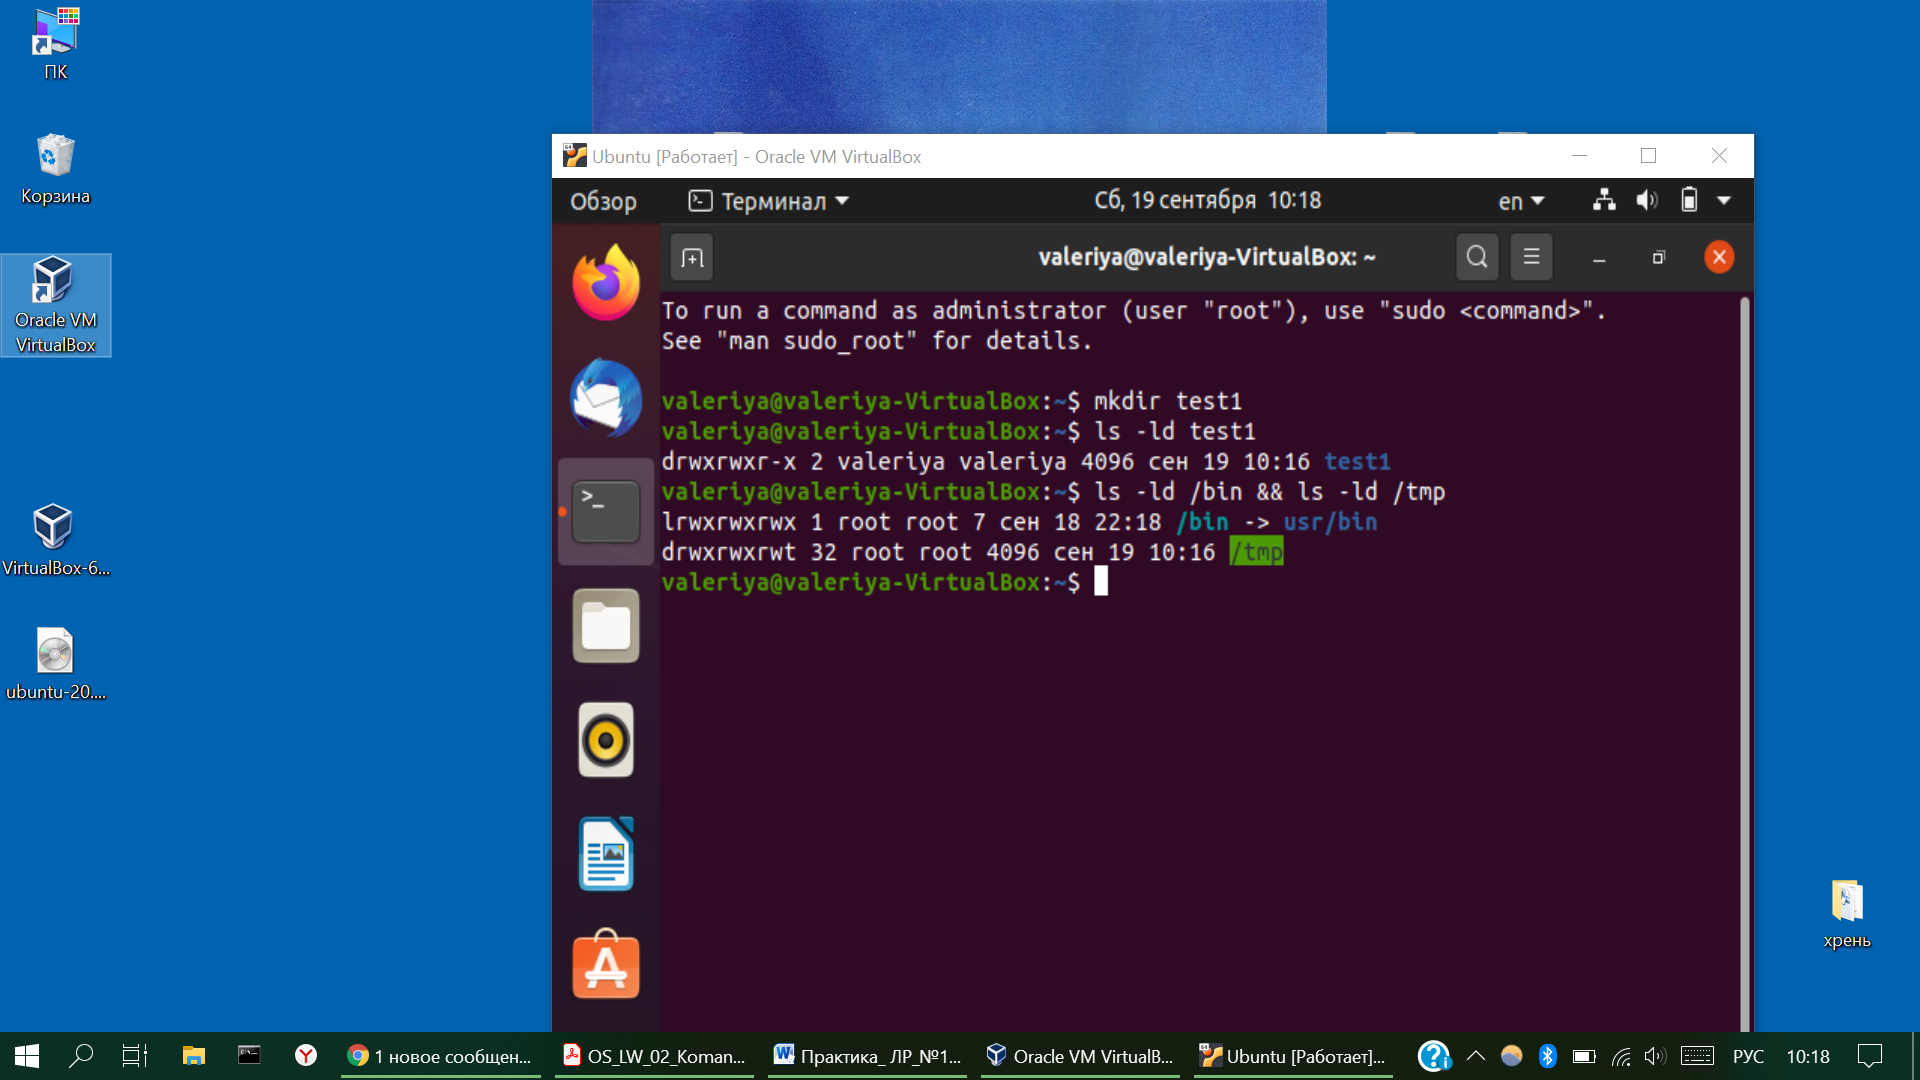 ПК
Корзина
Oracle VM
VirtualBox
VirtualBox-6...
ubuntu-20....
хрень
Ubuntu [Работает] - Oracle VM VirtualBox
Обзор Терминал Сб, 19 сентября 10:18 en
valeriya@valeriya-VirtualBox: ~
To run a command as administrator (user "root"), use "sudo <command>".
See "man sudo_root" for details.
valeriya@valeriya-VirtualBox:~$ mkdir test1
valeriya@valeriya-VirtualBox:~$ ls -ld test1
drwxrwxr-x 2 valeriya valeriya 4096 сен 19 10:16 test1
valeriya@valeriya-VirtualBox:~$ ls -ld /bin && ls -ld /tmp
lrwxrwxrwx 1 root root 7 сен 18 22:18 /bin -> usr/bin
drwxrwxrwt 32 root root 4096 сен 19 10:16 /tmp
valeriya@valeriya-VirtualBox:~$
1 новое сообщен... OS_LW_02_Koman... Практика_ ЛР_№1... Oracle VM VirtualB... Ubuntu [Работает]... РУС 10:18